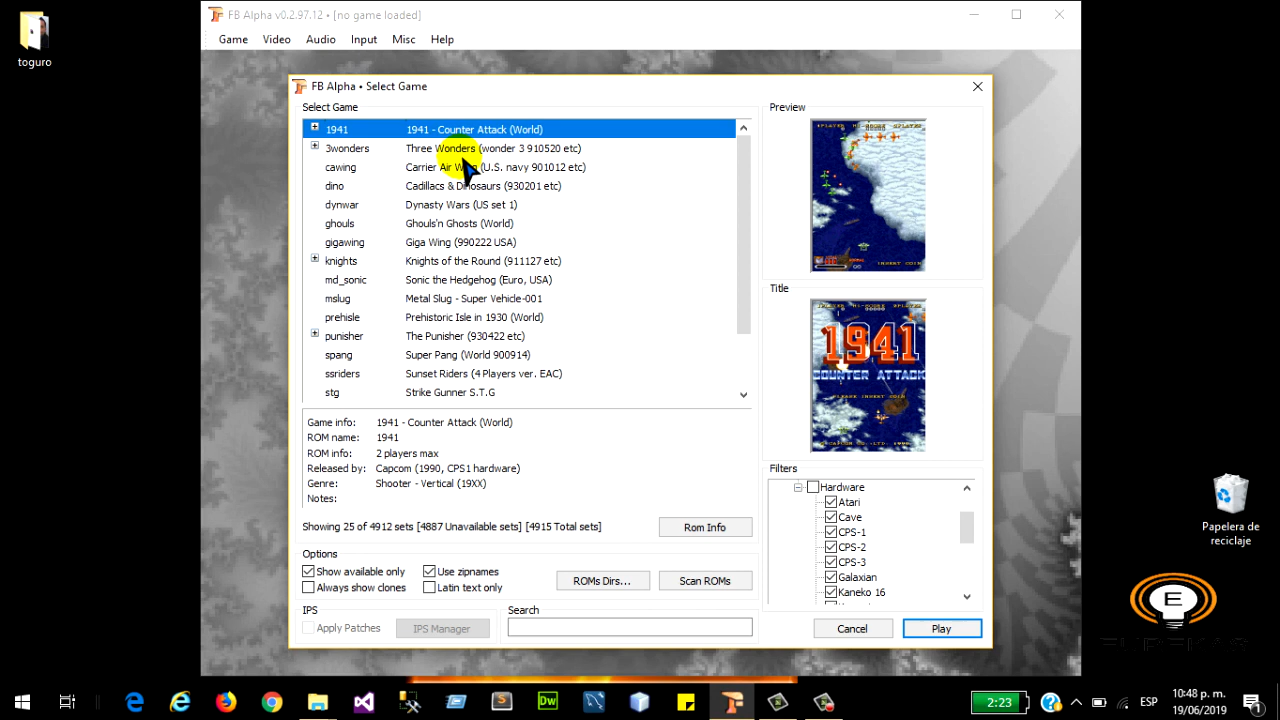 toguro
FB Alpha v0.2.97.12 • [no game loaded]
Game Video Audio Input Misc Help
FB Alpha • Select Game
Select Game
1941 1941 - Counter Attack (World)
3wonders Three Wonders (wonder 3 910520 etc)
cawing Carrier Air Wing (U.S. navy 901012 etc)
dino Cadillacs & Dinosaurs (930201 etc)
dynwar Dynasty Wars (US set 1)
ghouls Ghouls'n Ghosts (World)
gigawing Giga Wing (990222 USA)
knights Knights of the Round (911127 etc)
md_sonic Sonic the Hedgehog (Euro, USA)
mslug Metal Slug - Super Vehicle-001
prehisle Prehistoric Isle in 1930 (World)
punisher The Punisher (930422 etc)
spang Super Pang (World 900914)
ssriders Sunset Riders (4 Players ver. EAC)
stg Strike Gunner S.T.G
Game info: 1941 - Counter Attack (World)
ROM name: 1941
ROM info: 2 players max
Released by: Capcom (1990, CPS1 hardware)
Genre: Shooter - Vertical (19XX)
Notes:
Showing 25 of 4912 sets [4887 Unavailable sets] [4915 Total sets]
Rom Info
Options
Show available only
Use zipnames
Always show clones
Latin text only
ROMs Dirs...
Scan ROMs
IPS
Apply Patches
IPS Manager
Search
Preview
INSERT COIN
Title
1941
COUNTER ATTACK
Filters
Hardware
Atari
Cave
CPS-1
CPS-2
CPS-3
Galaxian
Kaneko 16
Cancel
Play
Papelera de
reciclaje
E
Dw
2:23
ESP
10:48 p. m.
19/06/2019
1